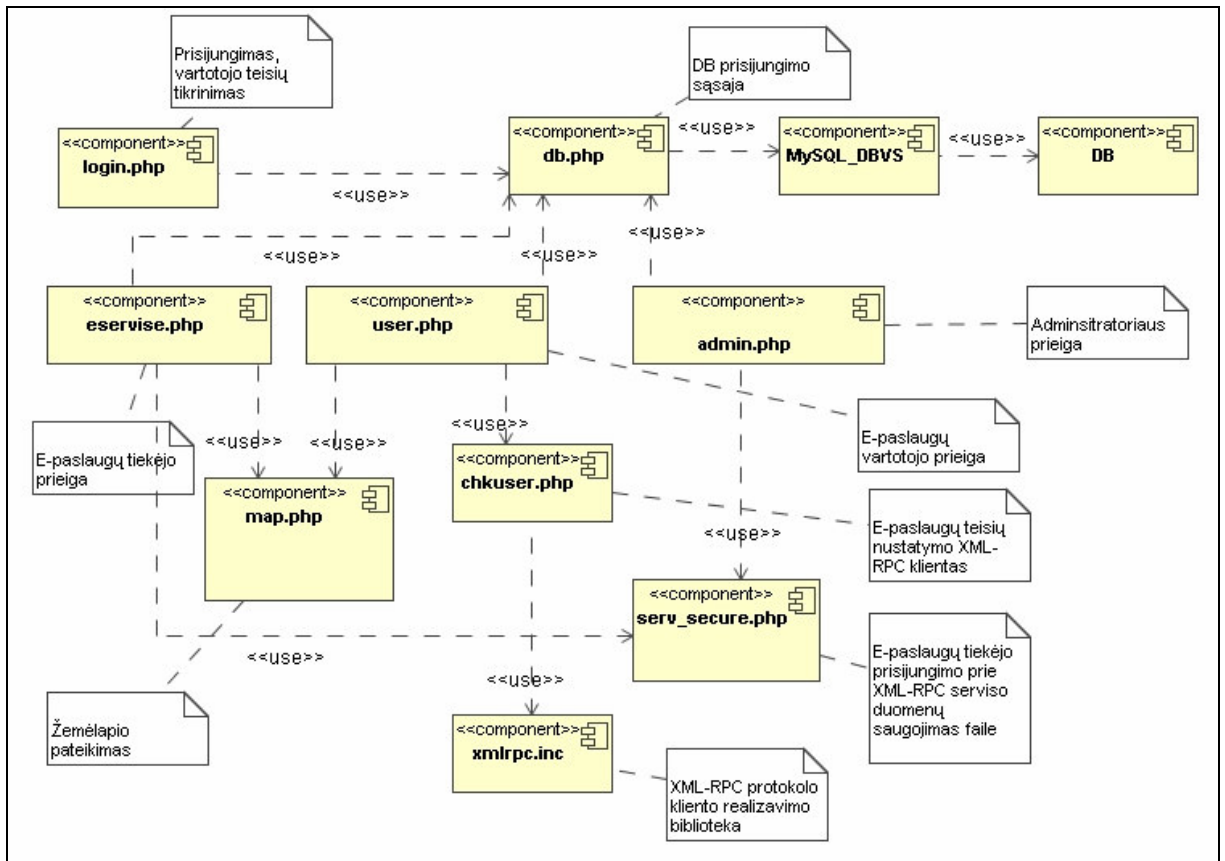 Prisijungimas,
vartotojo teisių
tikrinimas
DB prisijungimo
sąsaja
<<component>>
login.php
<<component>>
db.php
<<use>>
<<component>>
MySQL_DBVS
<<use>>
<<component>>
DB
<<use>>
<<use>>
<<use>>
<<use>>
<<component>>
eservise.php
<<component>>
user.php
<<component>>
admin.php
Adminsitratoriaus
prieiga
E-paslaugų tiekėjo
prieiga
<<use>>
<<use>>
<<use>>
E-paslaugų
vartotojo prieiga
<<component>>
map.php
<<component>>
chkuser.php
E-paslaugų teisių
nustatymo XML-
RPC klientas
<<use>>
<<component>>
serv_secure.php
E-paslaugų tiekėjo
prisijungimo prie
XML-RPC serviso
duomenų
saugojimas faile
<<use>>
<<use>>
Žemėlapio
pateikimas
<<component>>
xmlrpc.inc
XML-RPC protokolo
kliento realizavimo
biblioteka